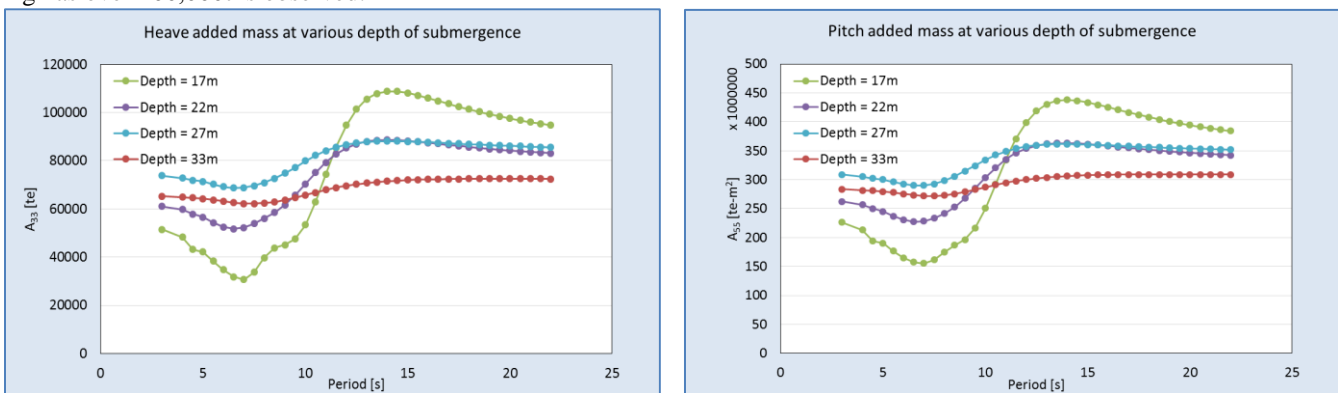 is observed.
Heave added mass at various depth of submergence
120000
100000
80000
60000
40000
20000
0
A33 [te]
Depth = 17m
Depth = 22m
Depth = 27m
Depth = 33m
0
5
10
15
20
25
Period [s]
Pitch added mass at various depth of submergence
500
450
400
350
300
250
200
150
100
50
0
x 1000000
A55 [te-m²]
Depth = 17m
Depth = 22m
Depth = 27m
Depth = 33m
0
5
10
15
20
25
Period [s]